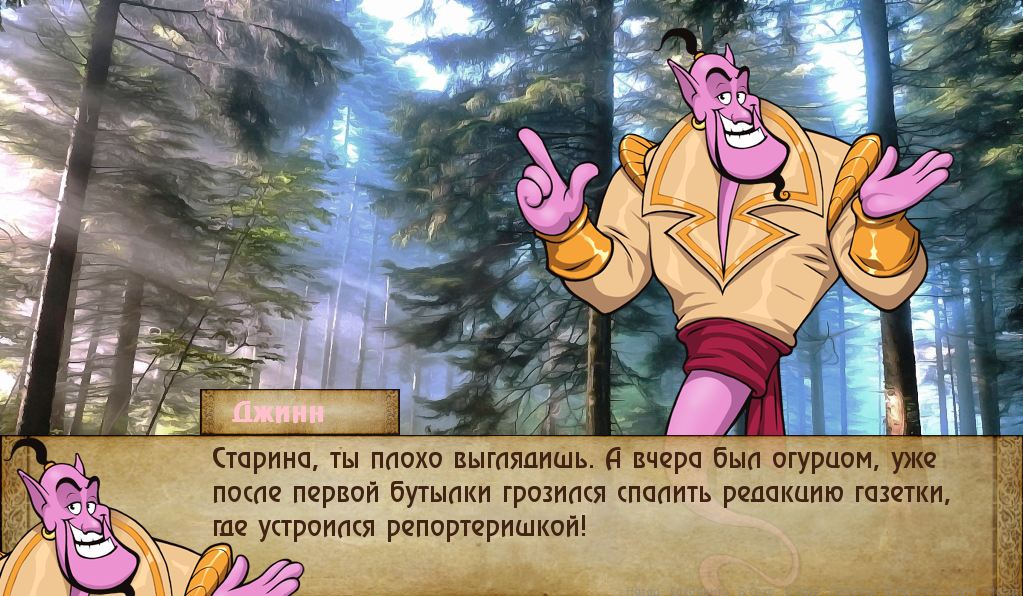 Джинн
Старина, ты плохо выглядишь. А вчера был огурцом, уже
после первой бутылки грозился спалить редакцию газетки,
где устроился репортеришкой!